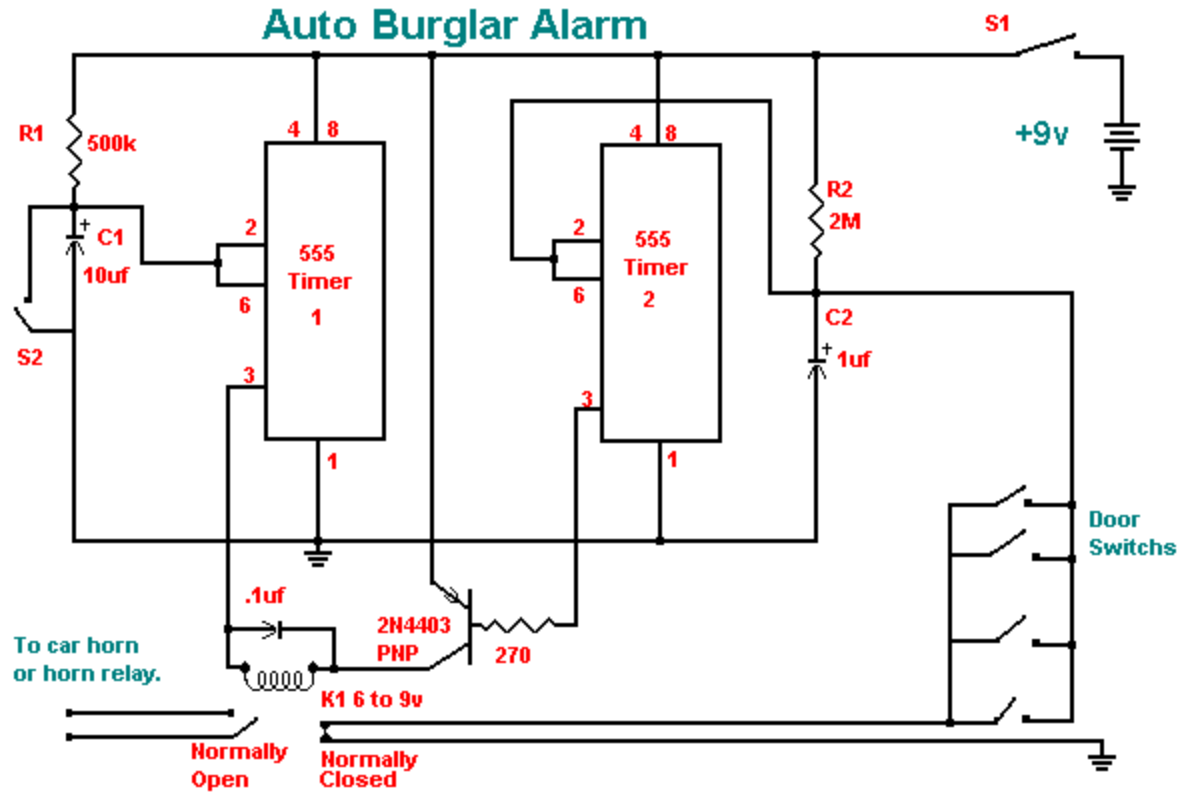 Auto Burglar Alarm
S1
R1
500k
4 8
4 8
+9v
R2
2M
+
C1
10uf
2
555
Timer
1
6
2
555
Timer
2
6
C2
+
1uf
S2
3
3
1
1
Door
Switchs
.1uf
2N4403
PNP
270
To car horn
or horn relay.
K1 6 to 9v
Normally
Open
Normally
Closed